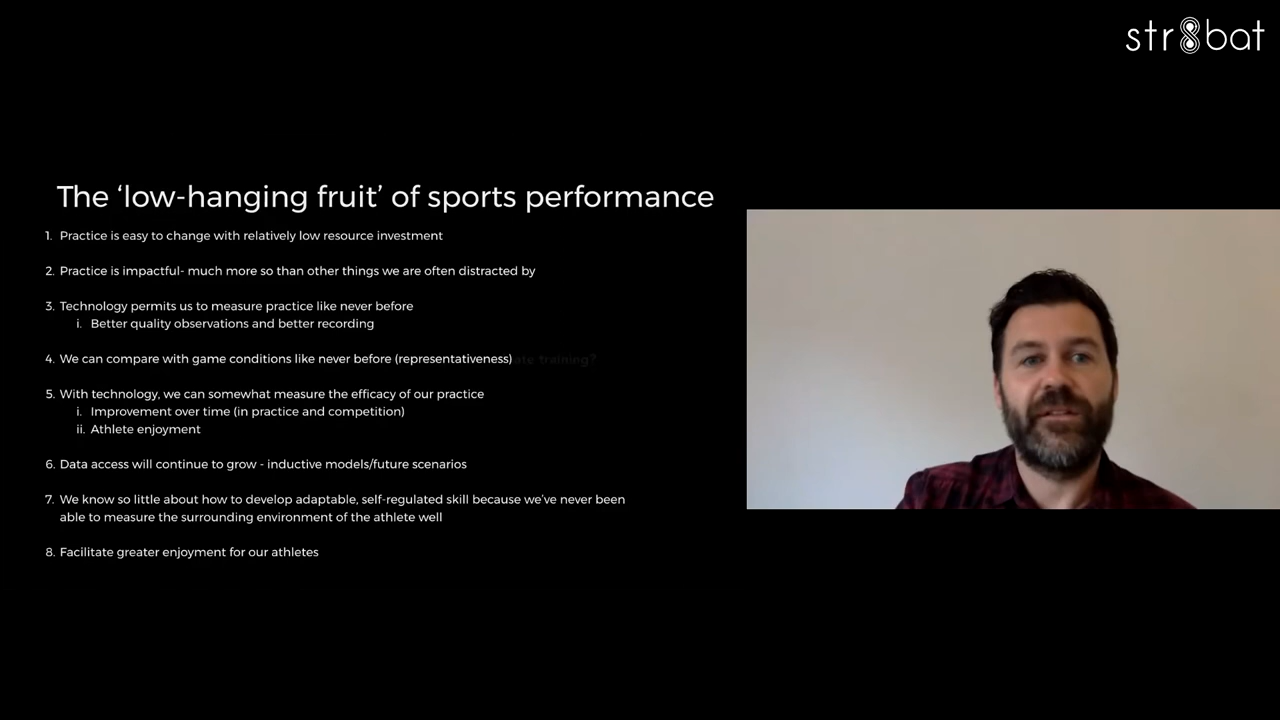 str8bat
The ‘low-hanging fruit’ of sports performance
1. Practice is easy to change with relatively low resource investment
2. Practice is impactful- much more so than other things we are often distracted by
3. Technology permits us to measure practice like never before
i. Better quality observations and better recording
4. We can compare with game conditions like never before (representativeness) training?
5. With technology, we can somewhat measure the efficacy of our practice
i. Improvement over time (in practice and competition)
ii. Athlete enjoyment
6. Data access will continue to grow - inductive models/future scenarios
7. We know so little about how to develop adaptable, self-regulated skill because we’ve never been
able to measure the surrounding environment of the athlete well
8. Facilitate greater enjoyment for our athletes